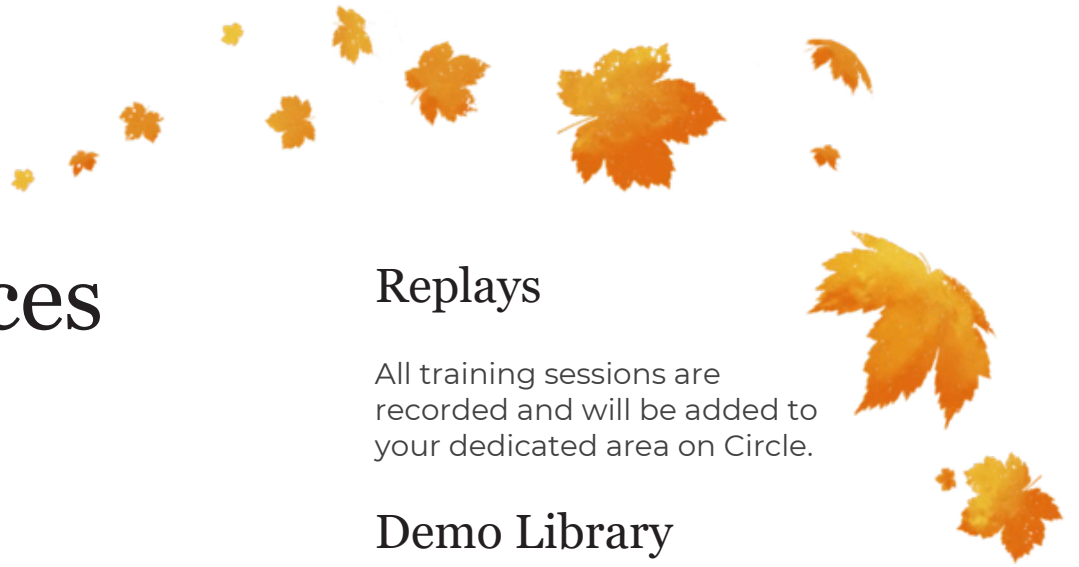 ces
Replays
All training sessions are
recorded and will be added to
your dedicated area on Circle.
Demo Library